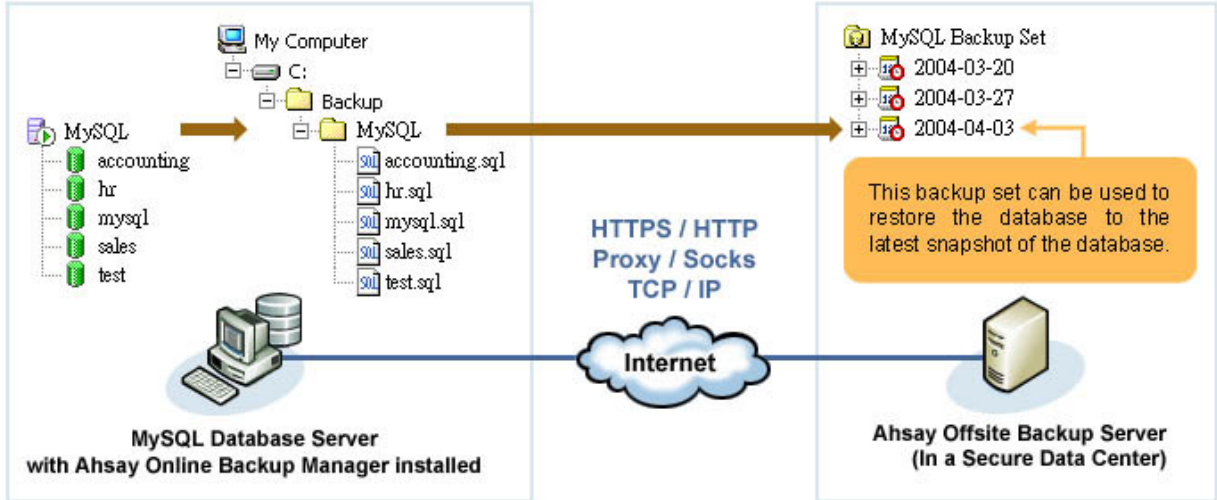 My Computer
C:
Backup
MySQL
accounting.sql
hr.sql
mysql.sql
sales.sql
test.sql
MySQL
accounting
hr
mysql
sales
test
MySQL Database Server
with Ahsay Online Backup Manager installed
HTTPS / HTTP
Proxy / Socks
TCP / IP
Internet
MySQL Backup Set
2004-03-20
2004-03-27
2004-04-03
This backup set can be used to
restore the database to the
latest snapshot of the database.
Ahsay Offsite Backup Server
(In a Secure Data Center)